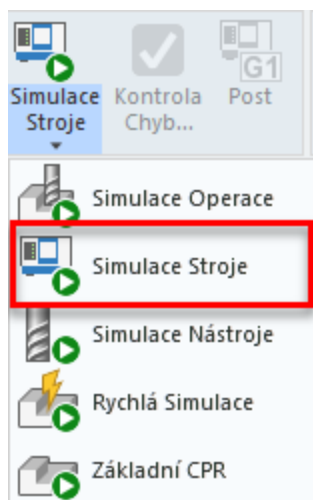 G1
Simulace Kontrola Post
Stroje Chyb...
Simulace Operace
Simulace Stroje
Simulace Nástroje
Rychlá Simulace
Základní CPR